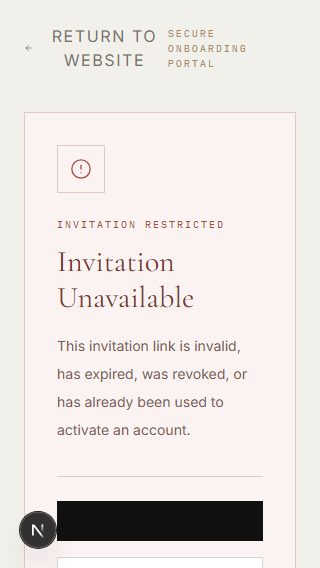 RETURN TO
WEBSITE
SECURE
ONBOARDING
PORTAL
INVITATION RESTRICTED
Invitation
Unavailable
This invitation link is invalid,
has expired, was revoked, or
has already been used to
activate an account.
N